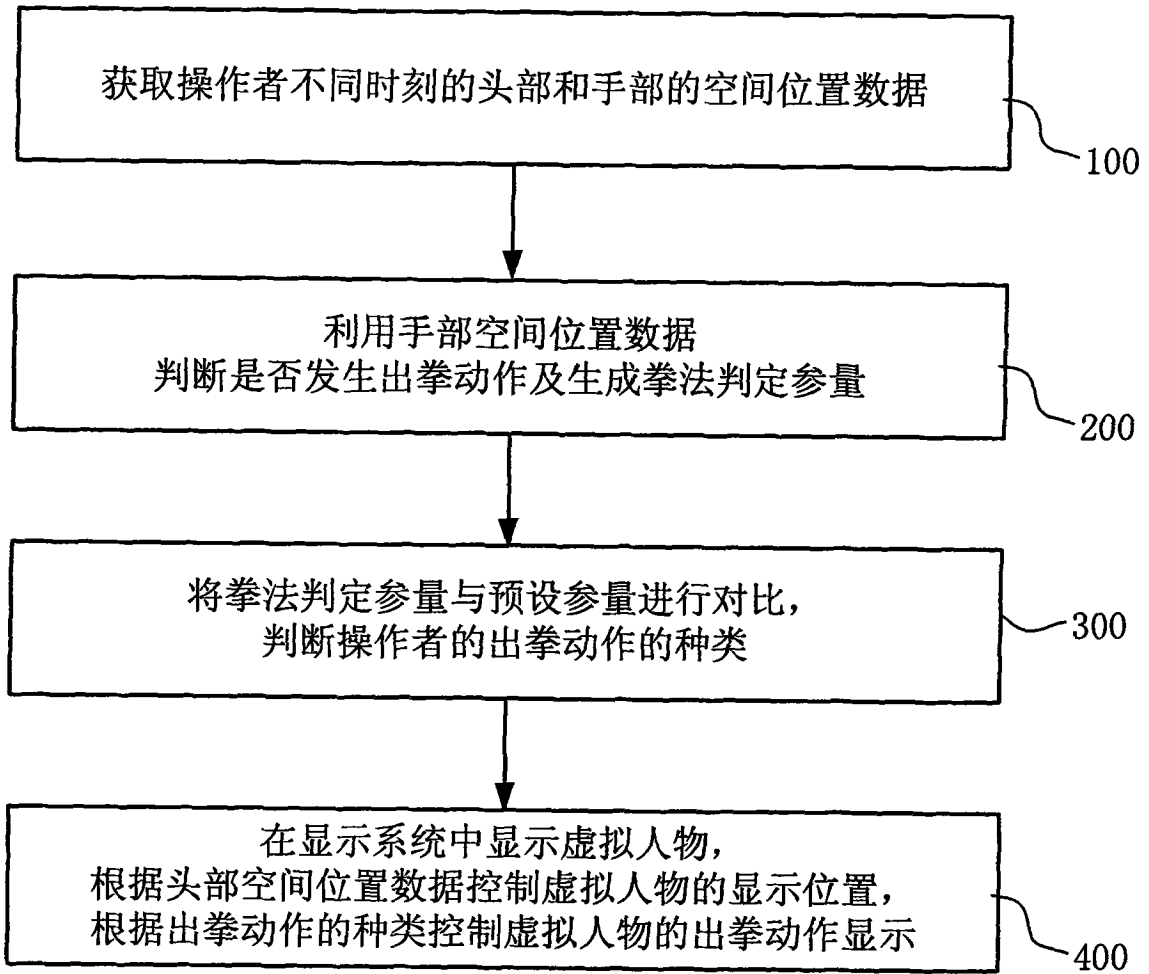 获取操作者不同时刻的头部和手部的空间位置数据
100
利用手部空间位置数据
判断是否发生出拳动作及生成拳法判定参量
200
将拳法判定参量与预设参量进行对比，
判断操作者的出拳动作的种类
300
在显示系统中显示虚拟人物，
根据头部空间位置数据控制虚拟人物的显示位置，
根据出拳动作的种类控制虚拟人物的出拳动作显示
400